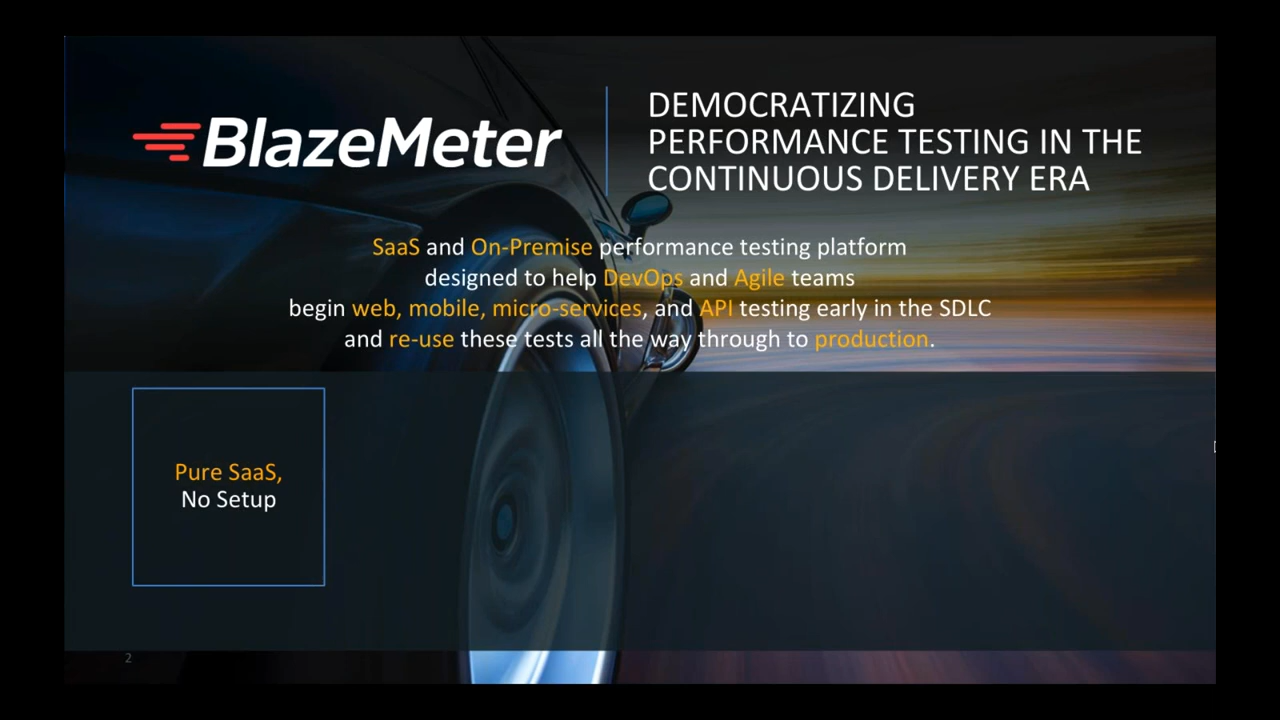 BlazeMeter
DEMOCRATIZING
PERFORMANCE TESTING IN THE
CONTINUOUS DELIVERY ERA
SaaS and On-Premise performance testing platform
designed to help DevOps and Agile teams
begin web, mobile, micro-services, and API testing early in the SDLC
and re-use these tests all the way through to production.
Pure SaaS,
No Setup
2